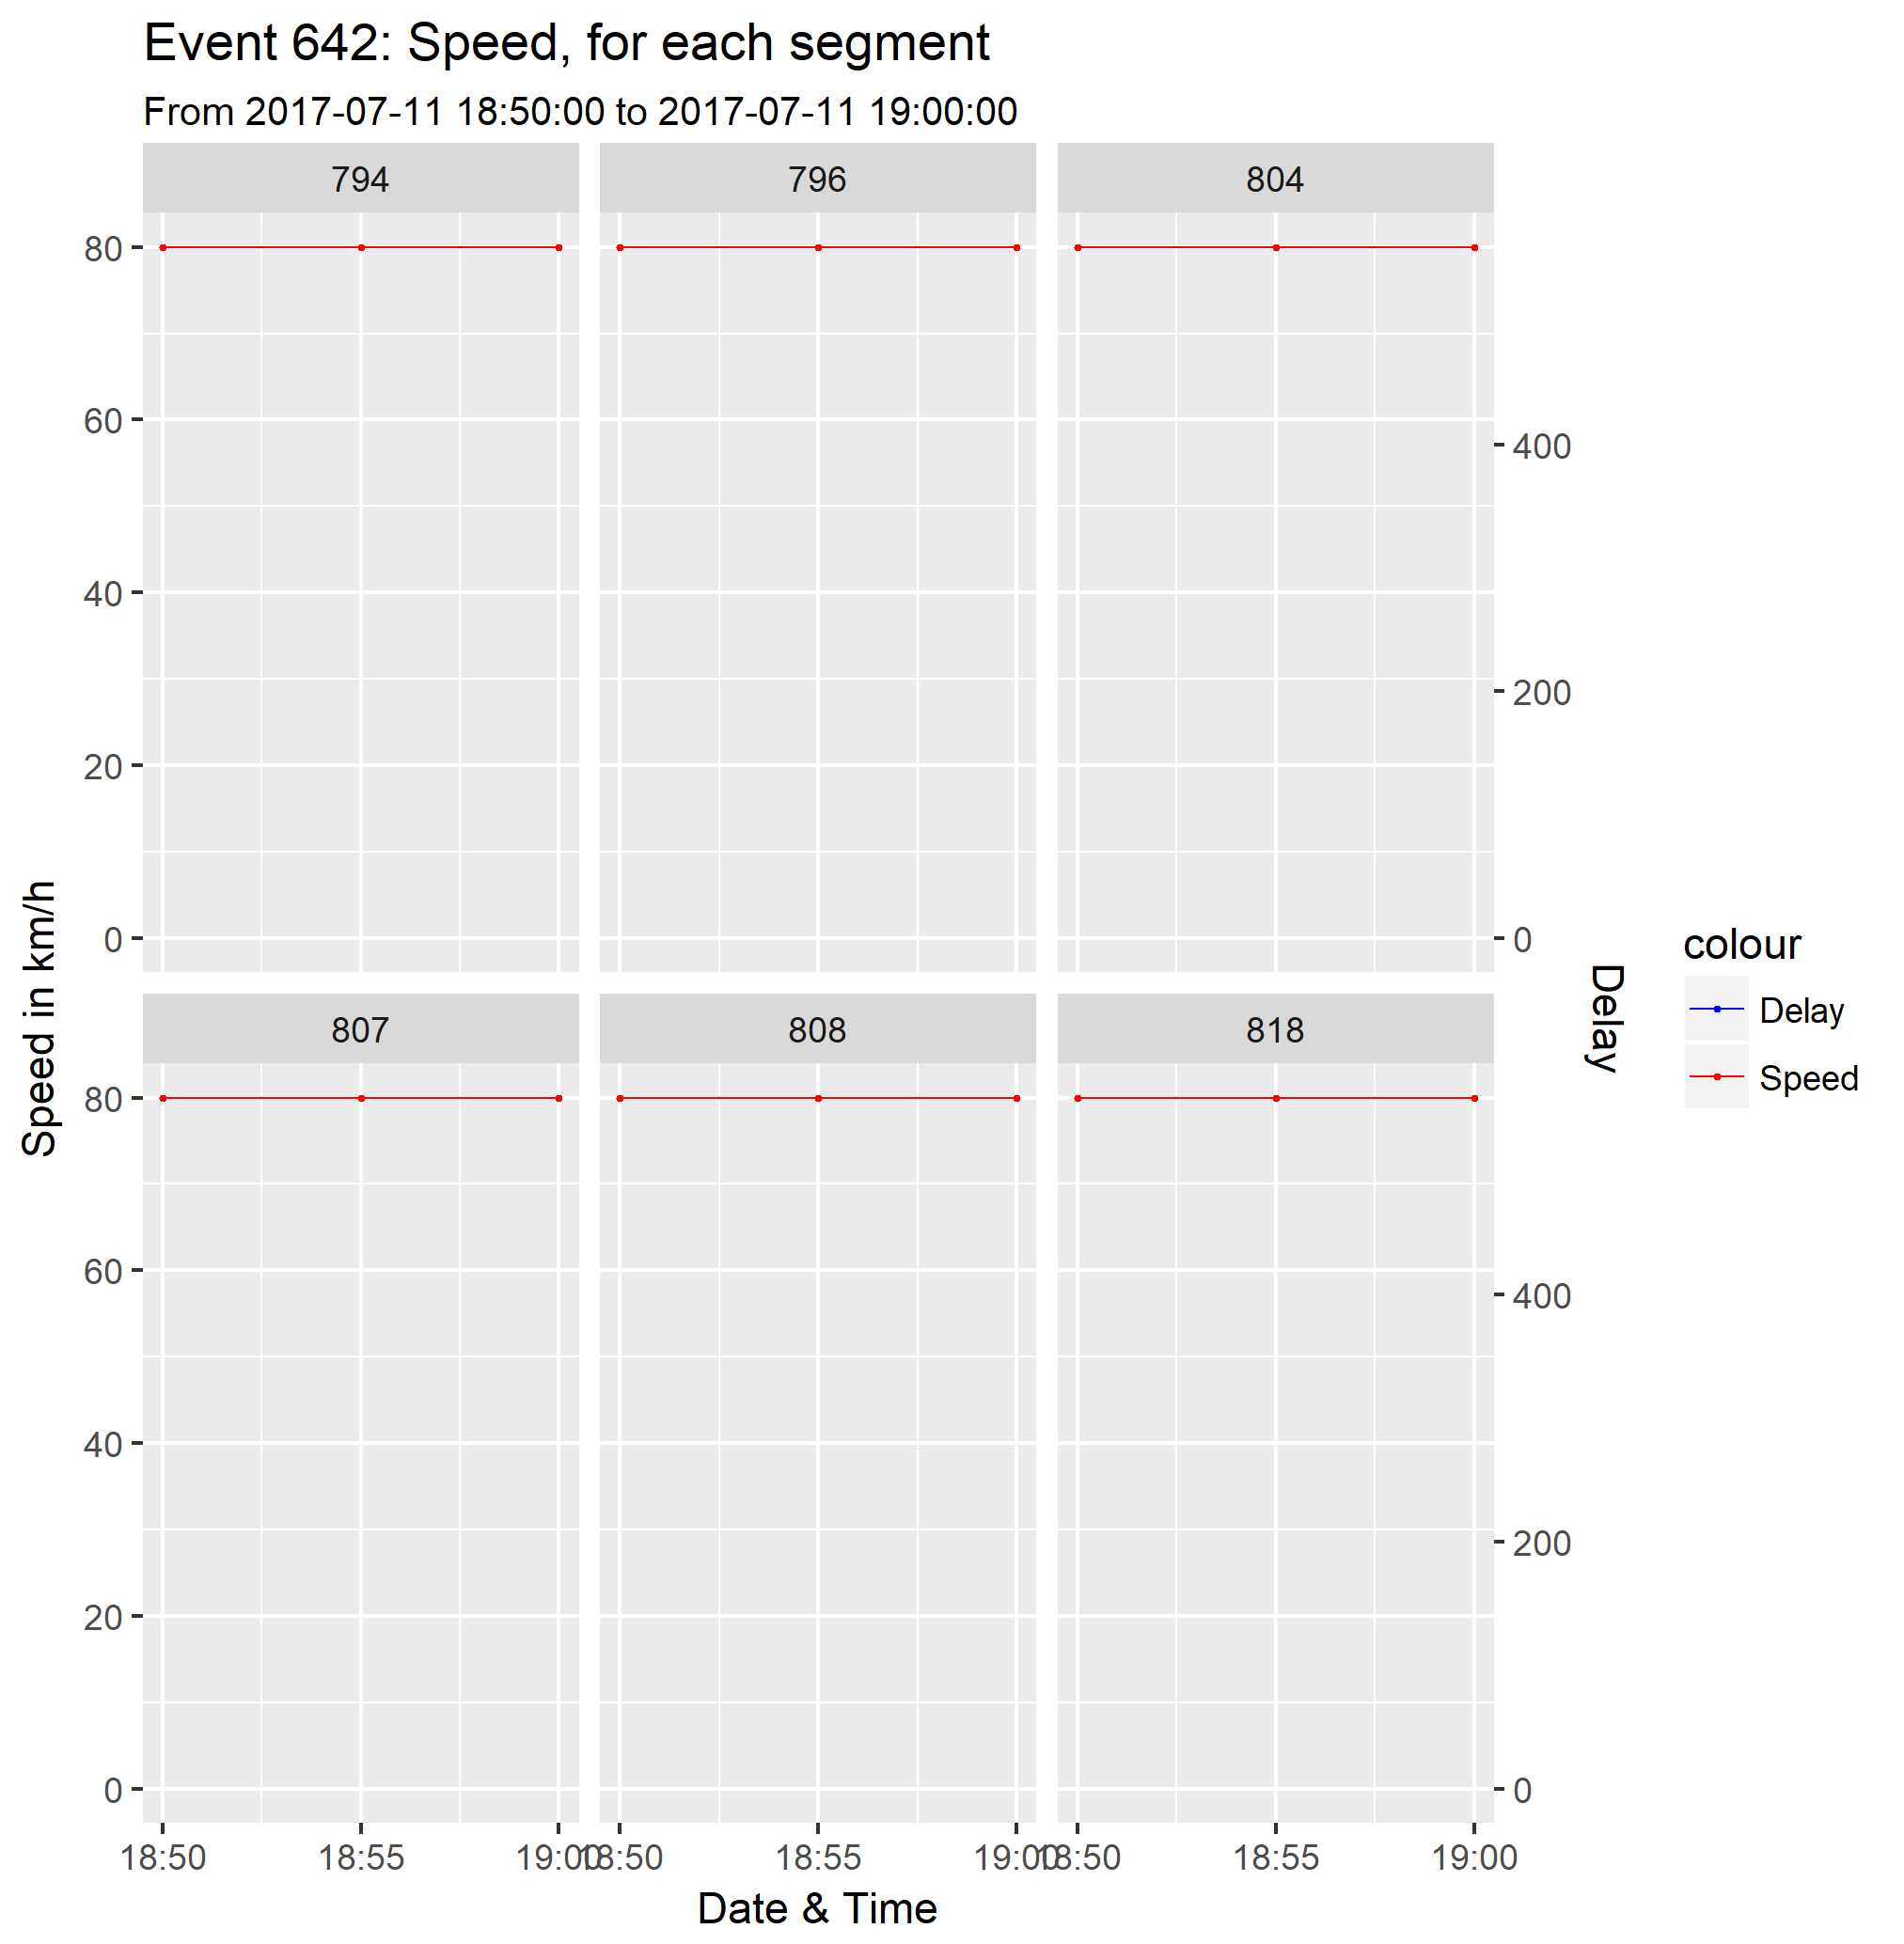 Event 642: Speed, for each segment
From 2017-07-11 18:50:00 to 2017-07-11 19:00:00
794 796 804
80
60
40
20
0
400
200
0
807 808 818
80
60
40
20
0
400
200
0
18:50 18:55 19:00 18:50 18:55 19:00 18:50 18:55 19:00
Date & Time
Speed in km/h
Delay
colour
Delay
Speed